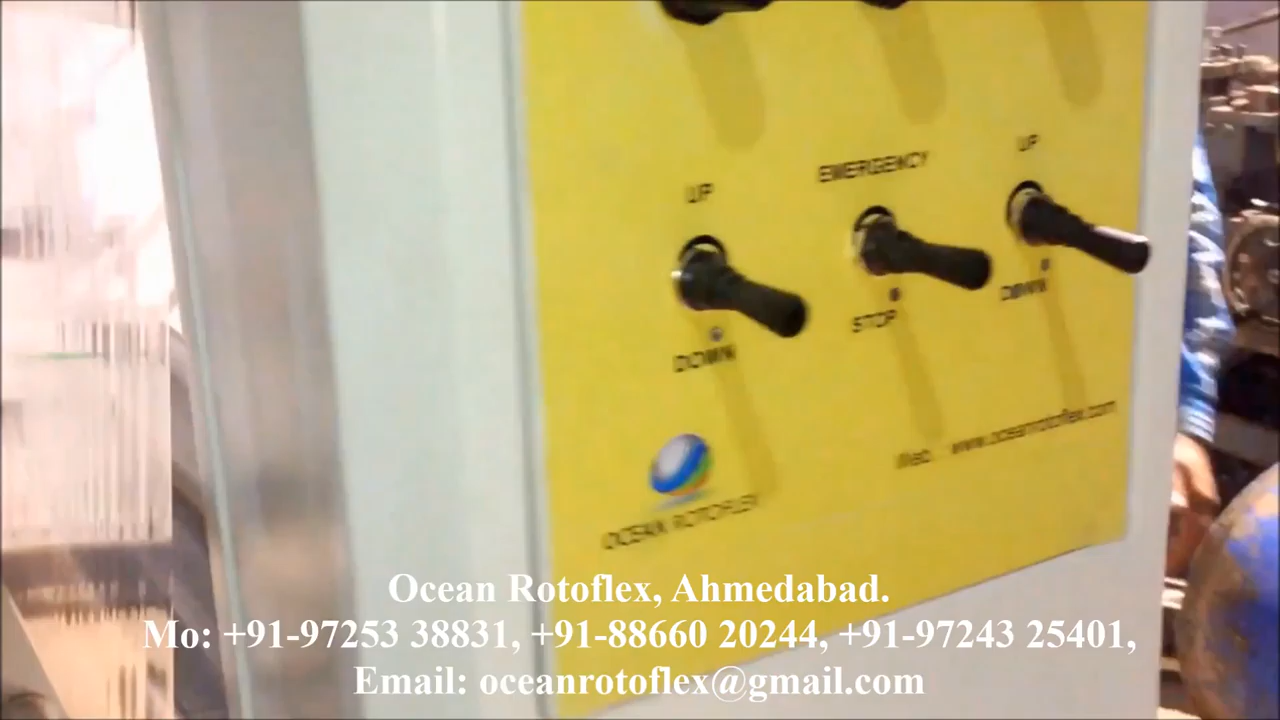 UP
EMERGENCY
UP
DOWN
STOP
DOWN
OCEAN ROTOFLEX
Web : www.oceanrotoflex.com
Ocean Rotoflex, Ahmedabad.
Mo: +91-97253 38831, +91-88660 20244, +91-97243 25401,
Email: oceanrotoflex@gmail.com